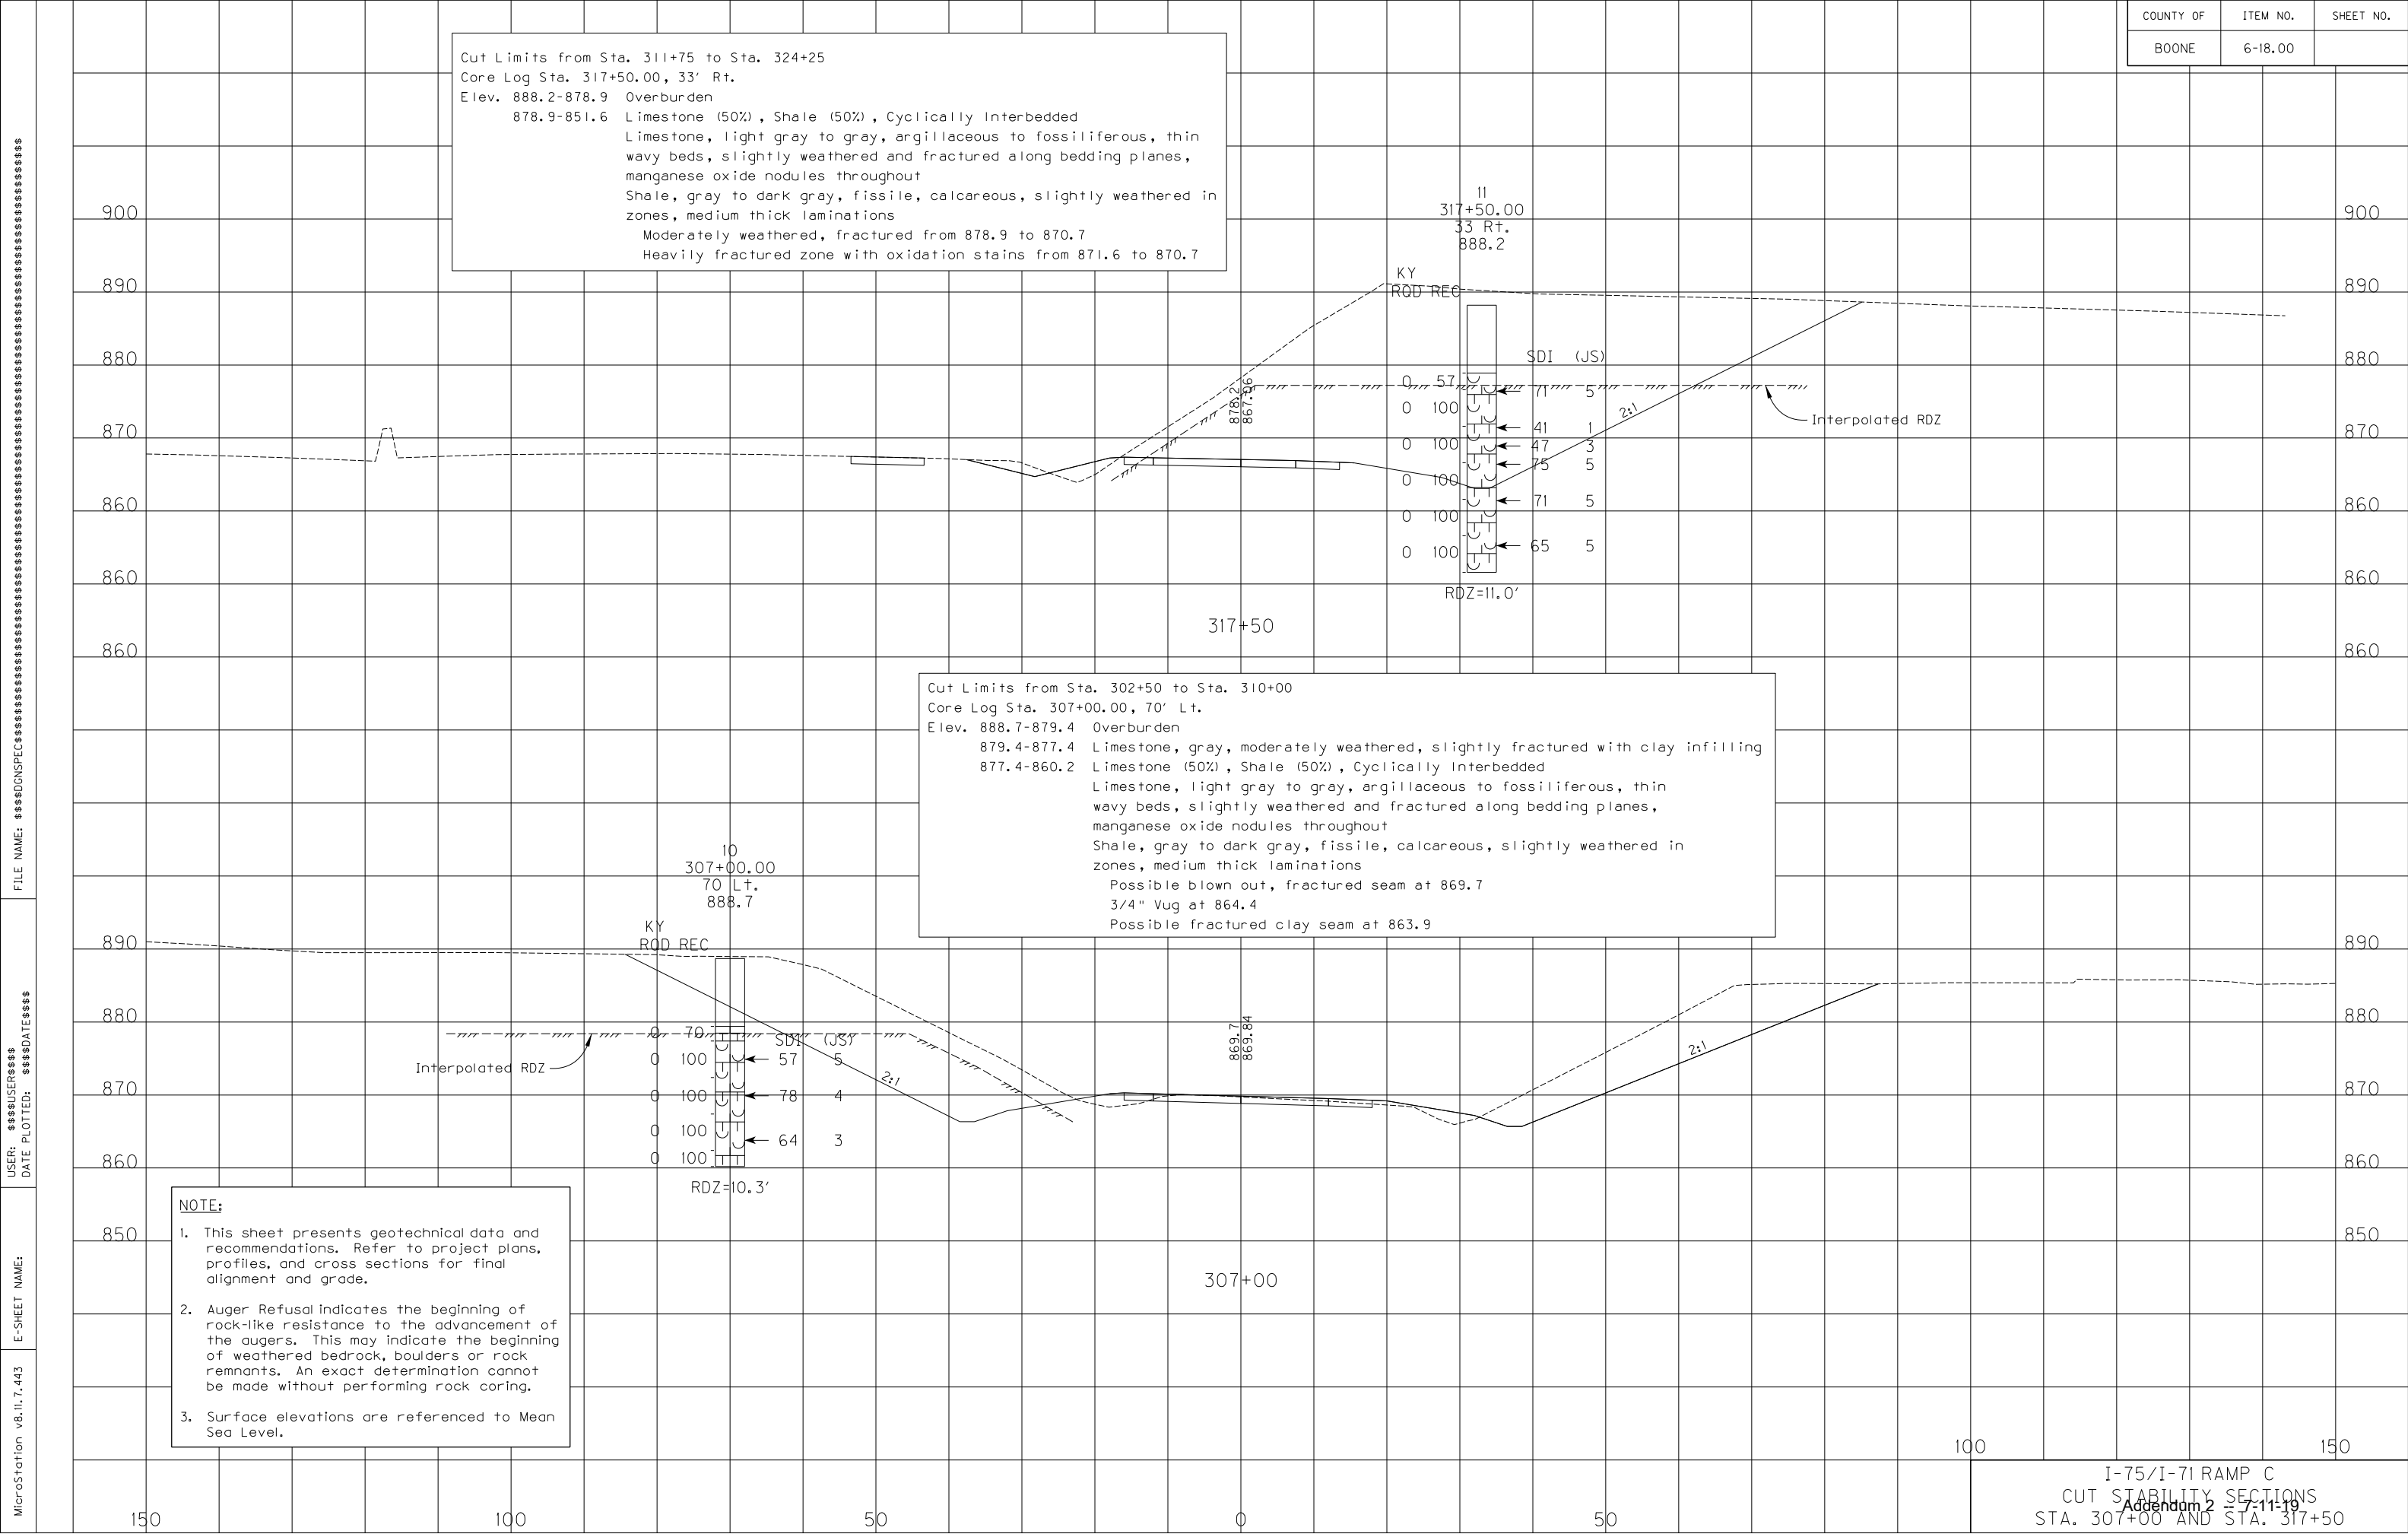 COUNTY OF ITEM NO. SHEET NO.
BOONE 6-18.00
Cut Limits from Sta. 311+75 to Sta. 324+25
Core Log Sta. 317+50.00, 33' Rt.
Elev. 888.2-878.9 Overburden
878.9-851.6 Limestone (50%), Shale (50%), Cyclically Interbedded
Limestone, light gray to gray, argillaceous to fossiliferous, thin
wavy beds, slightly weathered and fractured along bedding planes,
manganese oxide nodules throughout
Shale, gray to dark gray, fissile, calcareous, slightly weathered in
zones, medium thick laminations
Moderately weathered, fractured from 878.9 to 870.7
Heavily fractured zone with oxidation stains from 871.6 to 870.7
11
317+50.00
33 Rt.
888.2
KY
RQD REC
900 900
890 890
880 880
870 870
860 860
860 860
860 860
SDI (JS)
0 57
71 5
0 100
41 1
0 100
47 3
75 5
0 100
71 5
0 100
65 5
0 100
878.2
867.06
2:1
Interpolated RDZ
RDZ=11.0'
317+50
Cut Limits from Sta. 302+50 to Sta. 310+00
Core Log Sta. 307+00.00, 70' Lt.
Elev. 888.7-879.4 Overburden
879.4-877.4 Limestone, gray, moderately weathered, slightly fractured with clay infilling
877.4-860.2 Limestone (50%), Shale (50%), Cyclically Interbedded
Limestone, light gray to gray, argillaceous to fossiliferous, thin
wavy beds, slightly weathered and fractured along bedding planes,
manganese oxide nodules throughout
Shale, gray to dark gray, fissile, calcareous, slightly weathered in
zones, medium thick laminations
Possible blown out, fractured seam at 869.7
3/4" Vug at 864.4
Possible fractured clay seam at 863.9
10
307+00.00
70 Lt.
888.7
KY
RQD REC
890 890
880 880
870 870
860 860
850 850
0 70
SDI (JS)
0 100 57 5
0 100 78 4
0 100
64 3
0 100
Interpolated RDZ
2:1
869.7
869.84
2:1
RDZ=10.3'
307+00
NOTE:
1. This sheet presents geotechnical data and
recommendations. Refer to project plans,
profiles, and cross sections for final
alignment and grade.
2. Auger Refusal indicates the beginning of
rock-like resistance to the advancement of
the augers. This may indicate the beginning
of weathered bedrock, boulders or rock
remnants. An exact determination cannot
be made without performing rock coring.
3. Surface elevations are referenced to Mean
Sea Level.
100 150
150 100 50 0 50
I-75/I-71 RAMP C
CUT STABILITY SECTIONS
Addendum 2 -- 7-11-19
STA. 307+00 AND STA. 317+50
USER: $$$$USER$$$$
DATE PLOTTED: $$$$DATE$$$$
E-SHEET NAME:
MicroStation v8.11.7.443